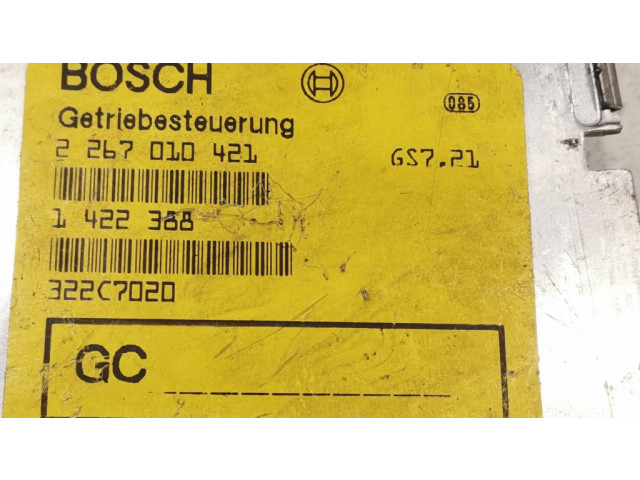 BOSCH
085
Getriebesteuerung
2 267 010 421 GS7.21
1 422 388
322C7020
GC